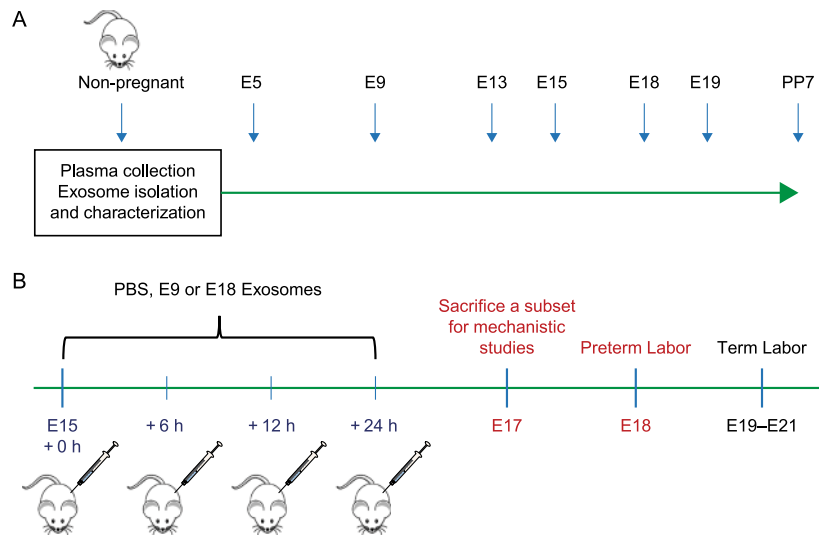 A
Non-pregnant
E5
E9
E13
E15
E18
E19
PP7
Plasma collection
Exosome isolation
and characterization
B
PBS, E9 or E18 Exosomes
Sacrifice a subset
for mechanistic
studies
Preterm Labor
Term Labor
E15
+ 0 h
+ 6 h
+ 12 h
+ 24 h
E17
E18
E19–E21